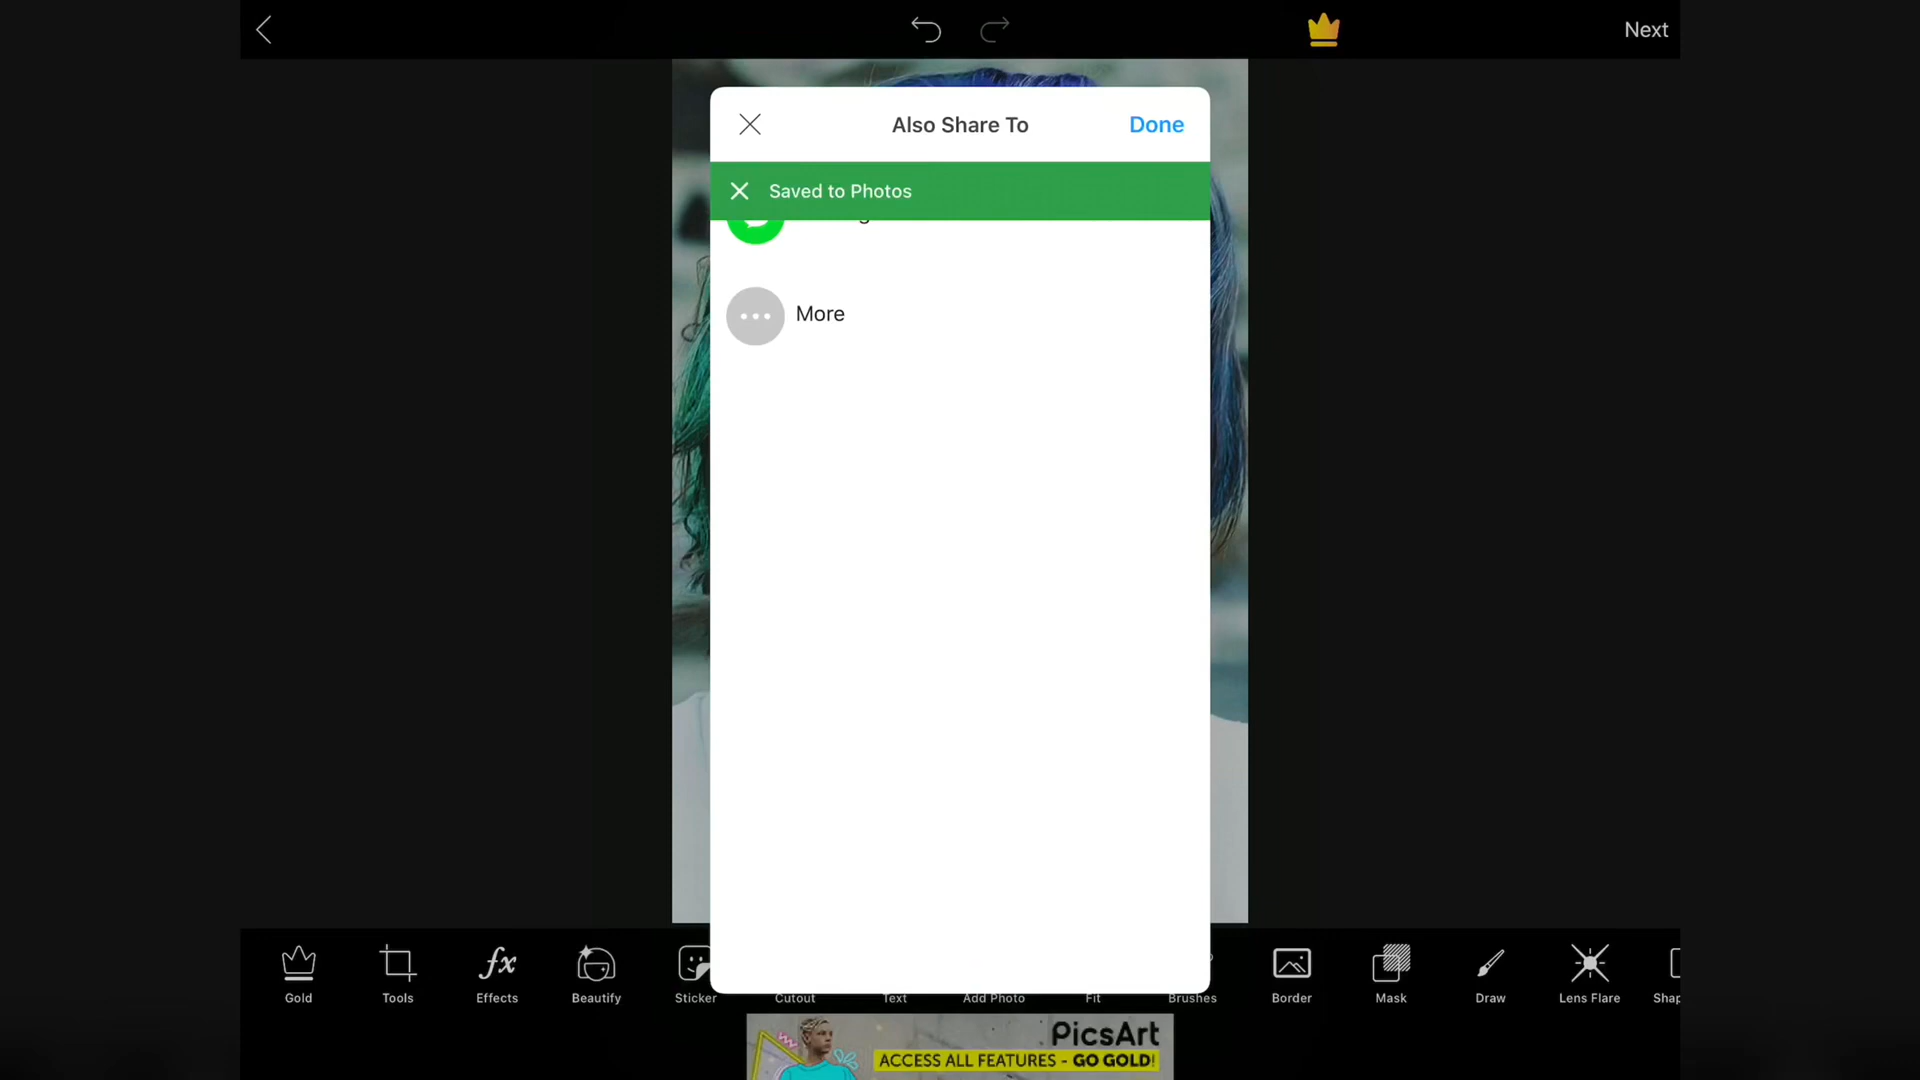 Next
Also Share To
Done
Saved to Photos
More
Gold
Tools
Effects
Beautify
Sticker
Cutout
Text
Add Photo
Fit
Brushes
Border
Mask
Draw
Lens Flare
Shap
PicsArt
ACCESS ALL FEATURES - GO GOLD!